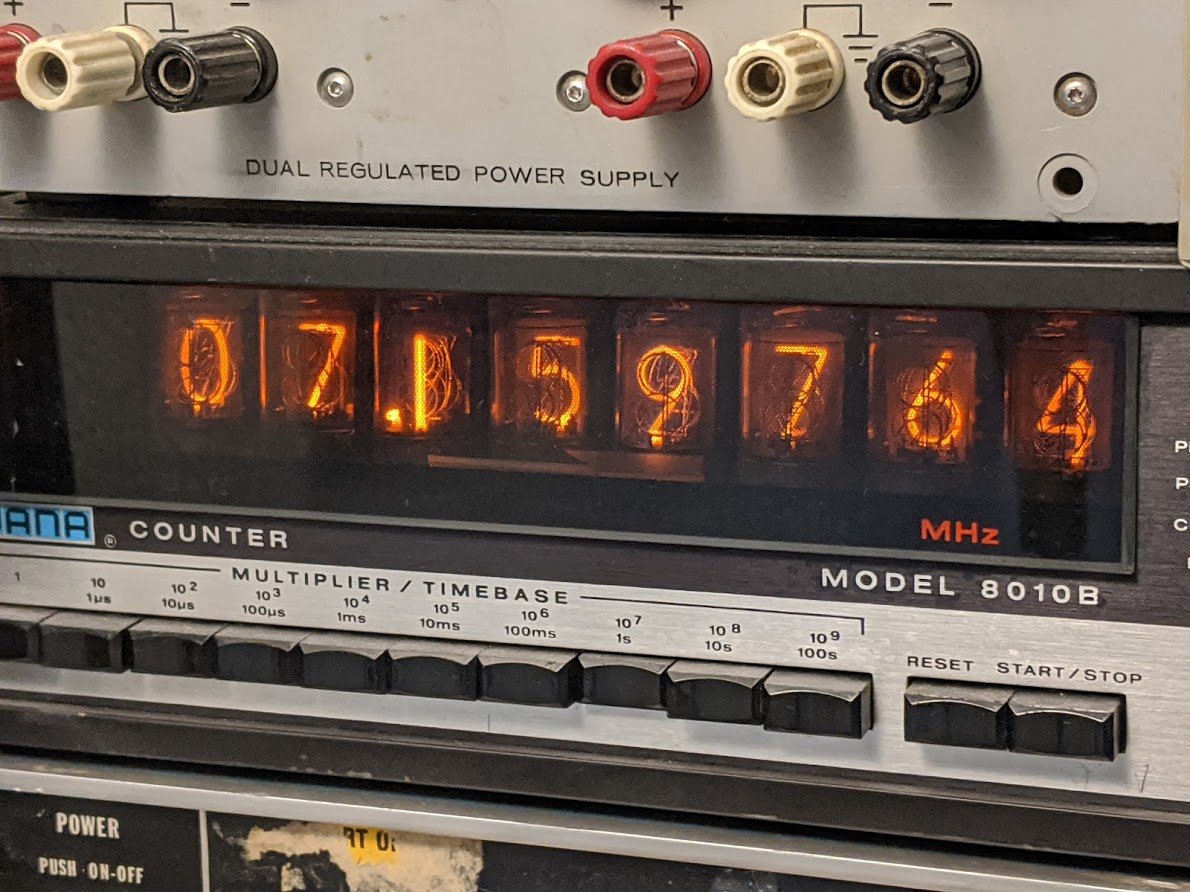 + − + −
DUAL REGULATED POWER SUPPLY
07.159764
MHz
ANA ® COUNTER
MODEL 8010B
MULTIPLIER / TIMEBASE
1 10 10² 10³ 10⁴ 10⁵ 10⁶ 10⁷ 10⁸ 10⁹
1µs 10µs 100µs 1ms 10ms 100ms 1s 10s 100s
RESET START/STOP
POWER
PUSH·ON-OFF